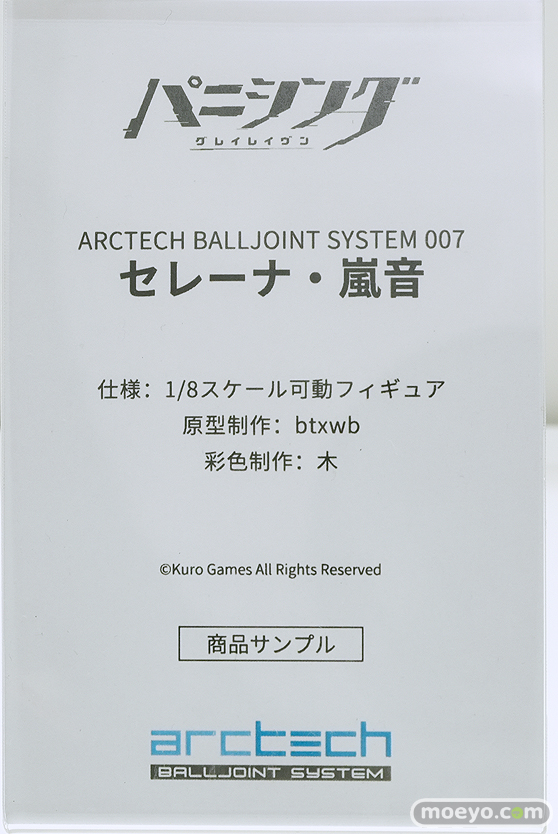 パニシング
グレイレイヴン
ARCTECH BALLJOINT SYSTEM 007
セレーナ・嵐音
仕様：1/8スケール可動フィギュア
原型制作：btxwb
彩色制作：木
©Kuro Games All Rights Reserved
商品サンプル
arctech
BALLJOINT SYSTEM
moeyo.com